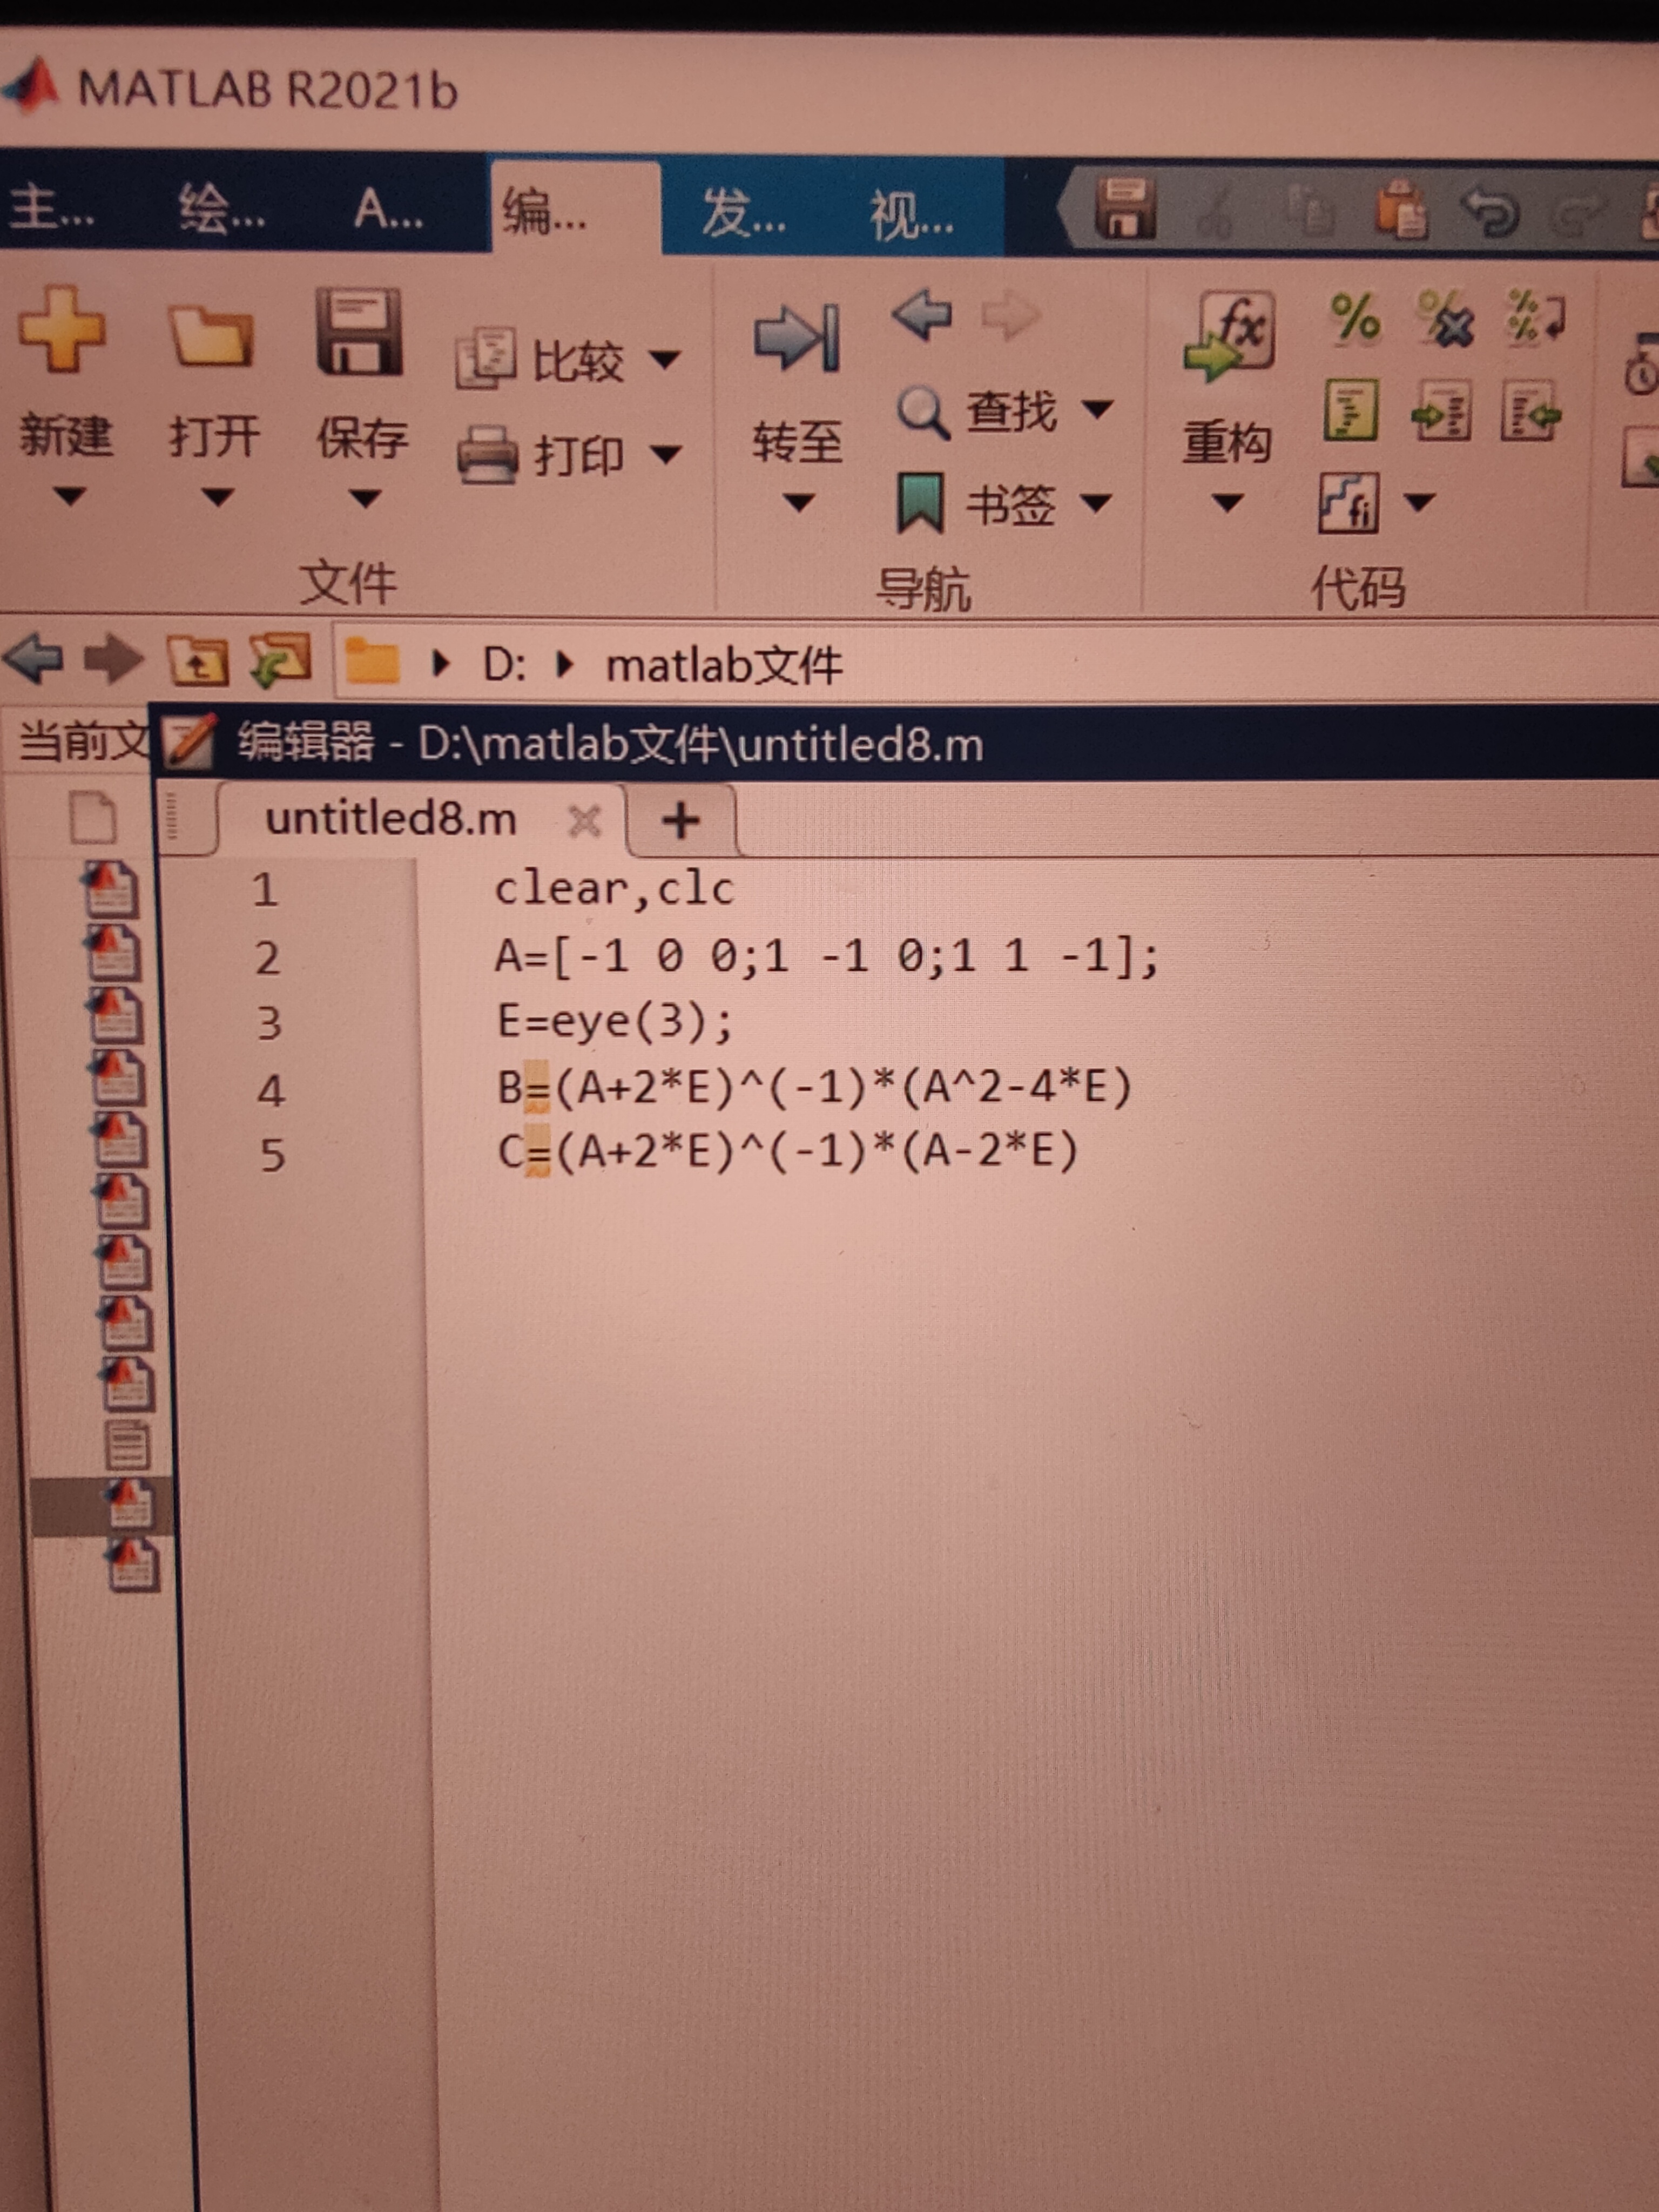 MATLAB R2021b
主... 绘... A... 编... 发... 视...
新建 打开 保存 比较 打印 转至 查找 书签 重构 fx fi
文件 导航 代码
D: matlab文件
当前文
编辑器 - D:\matlab文件\untitled8.m
untitled8.m
1 clear,clc
2 A=[-1 0 0;1 -1 0;1 1 -1];
3 E=eye(3);
4 B=(A+2*E)^(-1)*(A^2-4*E)
5 C=(A+2*E)^(-1)*(A-2*E)